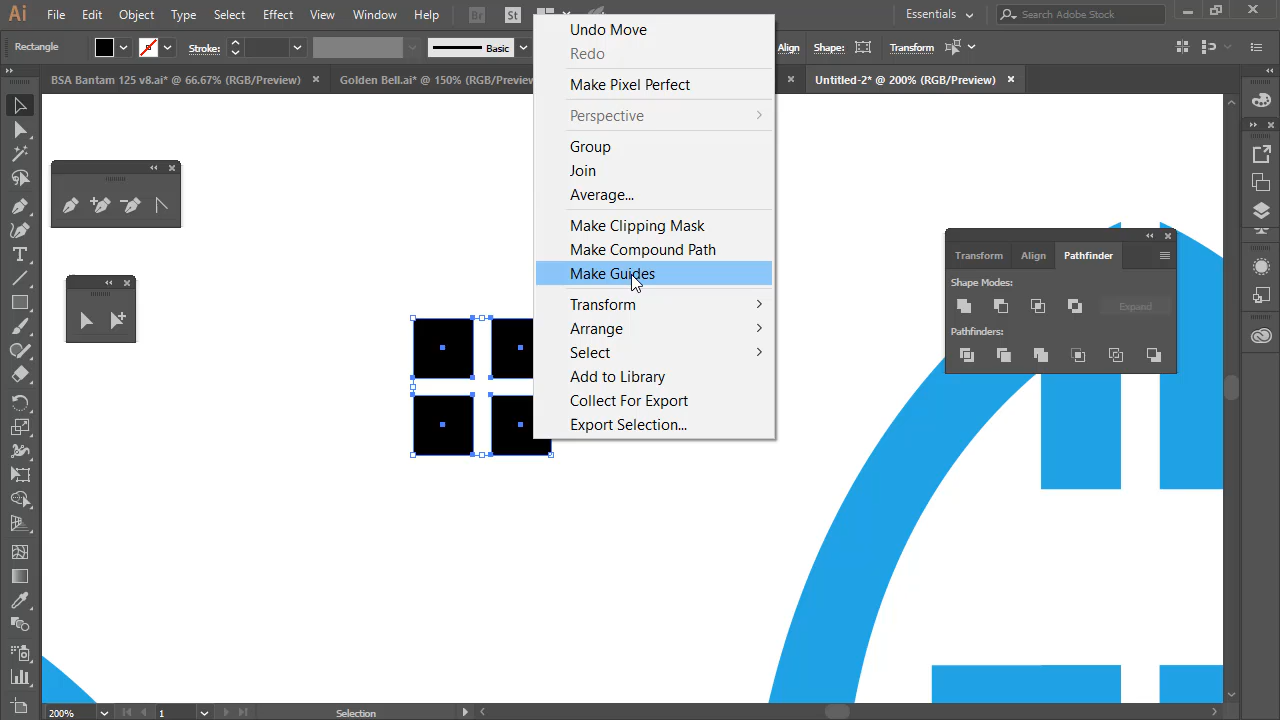 Ai File Edit Object Type Select Effect View Window Help Br St Essentials Search Adobe Stock
Rectangle Stroke: Basic Align Shape: Transform
BSA Bantam 125 v8.ai* @ 66.67% (RGB/Preview) × Golden Bell.ai* @ 150% (RGB/Preview × Untitled-2* @ 200% (RGB/Preview) ×
Undo Move
Redo
Make Pixel Perfect
Perspective
Group
Join
Average...
Make Clipping Mask
Make Compound Path
Make Guides
Transform
Arrange
Select
Add to Library
Collect For Export
Export Selection...
Transform Align Pathfinder
Shape Modes:
Expand
Pathfinders:
200% 1 Selection